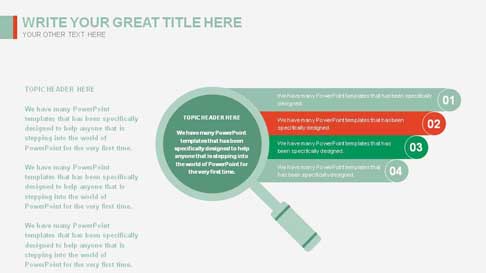 WRITE YOUR GREAT TITLE HERE
YOUR OTHER TEXT HERE
TOPIC HEADER HERE
We have many PowerPoint
templates that has been specifically
designed to help anyone that is
stepping into the world of
PowerPoint for the very first time.
We have many PowerPoint
templates that has been specifically
designed to help anyone that is
stepping into the world of
PowerPoint for the very first time.
We have many PowerPoint
templates that has been specifically
designed to help anyone that is
stepping into the world of
PowerPoint for the very first time.
TOPIC HEADER HERE
We have many PowerPoint
templates that has been
specifically designed to help
anyone that is stepping into
the world of PowerPoint for
the very first time.
We have many PowerPoint templates that has been specifically
designed.
01
We have many PowerPoint templates that has been
specifically designed.
02
We have many PowerPoint templates that has
been specifically designed.
03
We have many PowerPoint templates that
has been specifically designed.
04